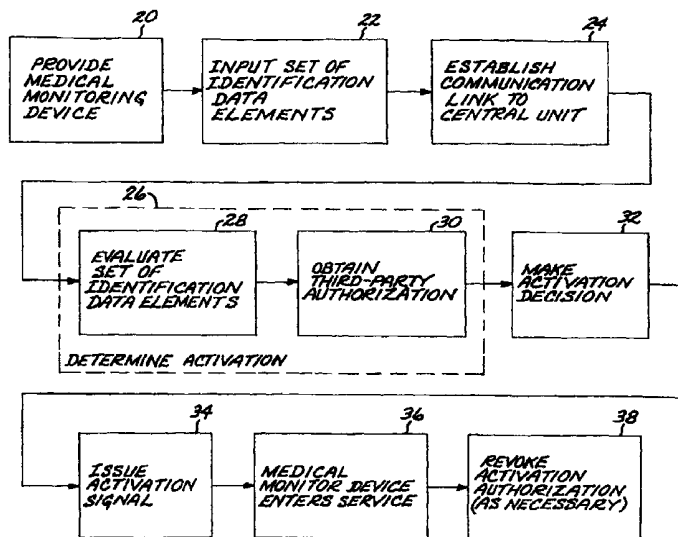 20
PROVIDE
MEDICAL
MONITORING
DEVICE
22
INPUT SET OF
IDENTIFICATION
DATA
ELEMENTS
24
ESTABLISH
COMMUNICATION
LINK TO
CENTRAL UNIT
26
28
EVALUATE
SET OF
IDENTIFICATION
DATA ELEMENTS
30
OBTAIN
THIRD-PARTY
AUTHORIZATION
DETERMINE ACTIVATION
32
MAKE
ACTIVATION
DECISION
34
ISSUE
ACTIVATION
SIGNAL
36
MEDICAL
MONITOR DEVICE
ENTERS SERVICE
38
REVOKE
ACTIVATION
AUTHORIZATION
(AS NECESSARY)